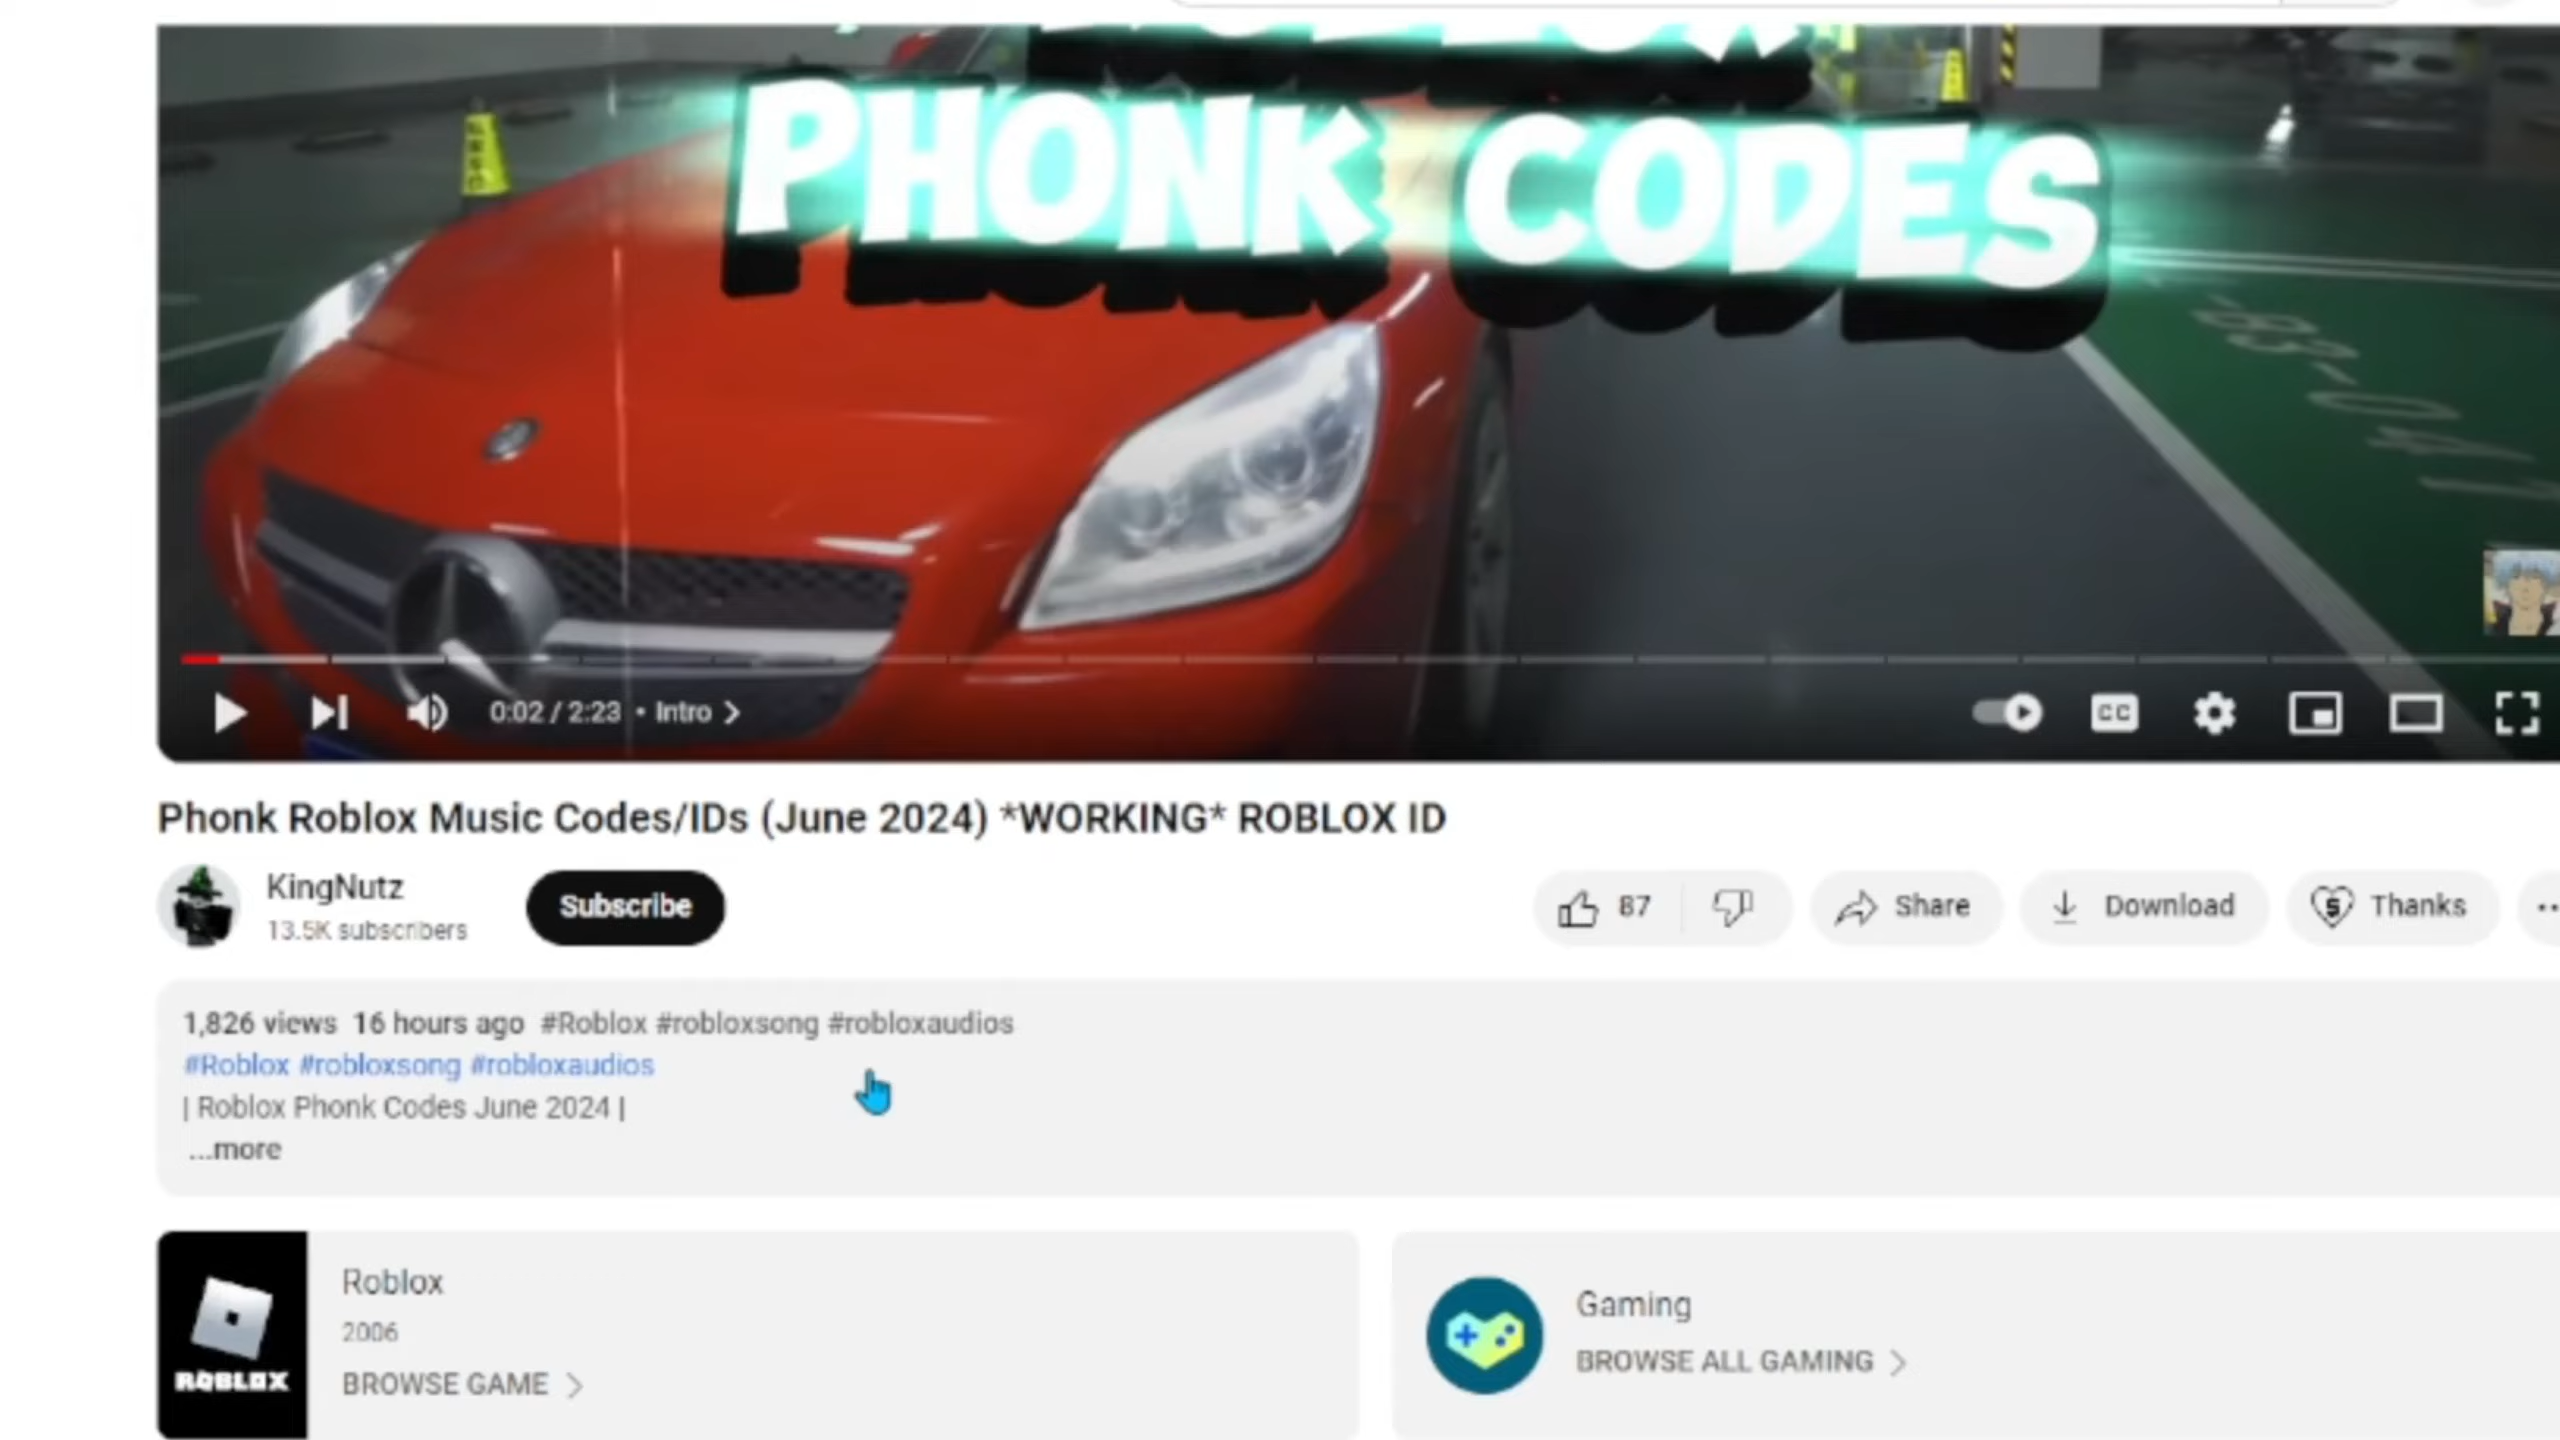 PHONK CODES
0:02 / 2:23 • Intro >
CC
Phonk Roblox Music Codes/IDs (June 2024) *WORKING* ROBLOX ID
KingNutz
13.5K subscribers
Subscribe
87
Share
Download
Thanks
1,826 views 16 hours ago #Roblox #robloxsong #robloxaudios
#Roblox #robloxsong #robloxaudios
| Roblox Phonk Codes June 2024 |
...more
ROBLOX
Roblox
2006
BROWSE GAME >
Gaming
BROWSE ALL GAMING >